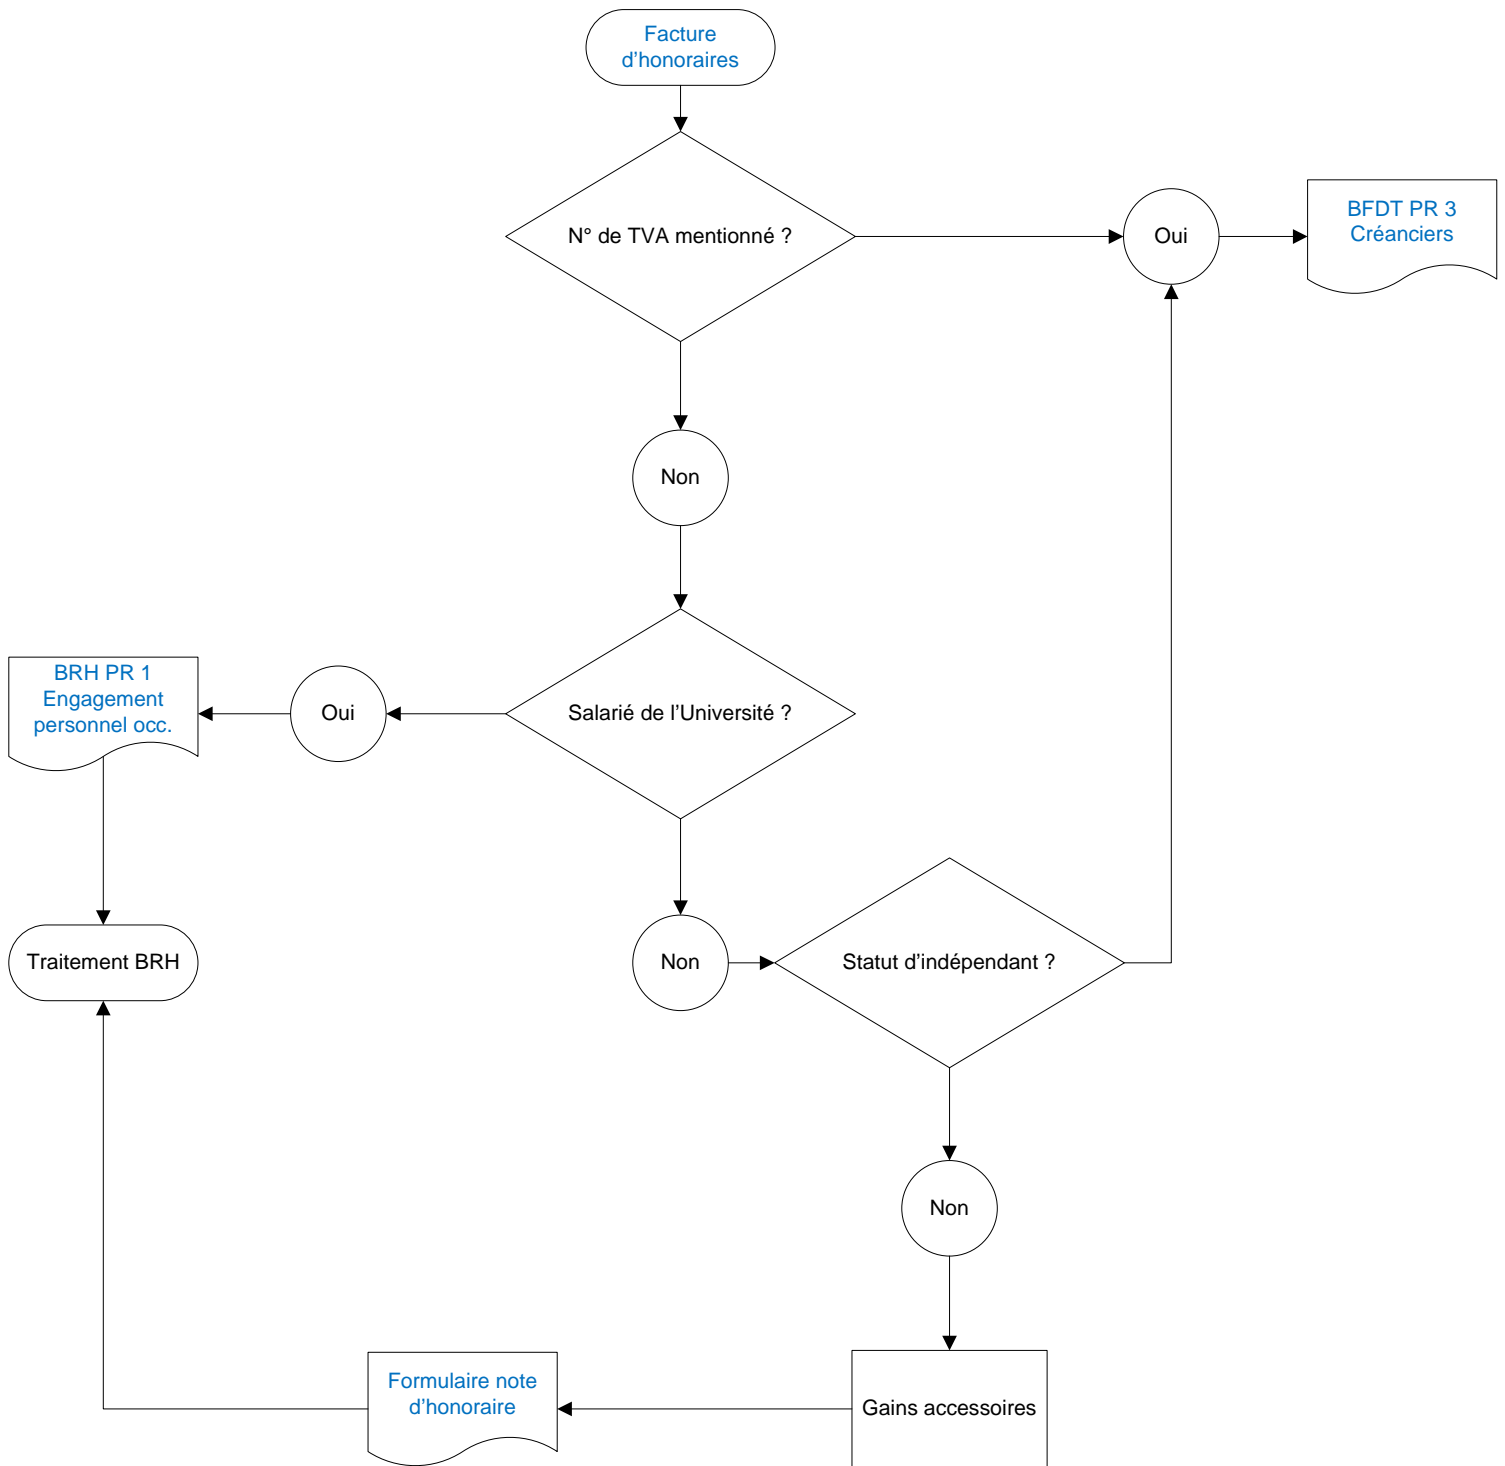 Facture
d’honoraires
N° de TVA mentionné ?
Oui
BFDT PR 3
Créanciers
Non
BRH PR 1
Engagement
personnel occ.
Oui
Salarié de l’Université ?
Traitement BRH
Non
Statut d’indépendant ?
Non
Formulaire note
d’honoraire
Gains accessoires